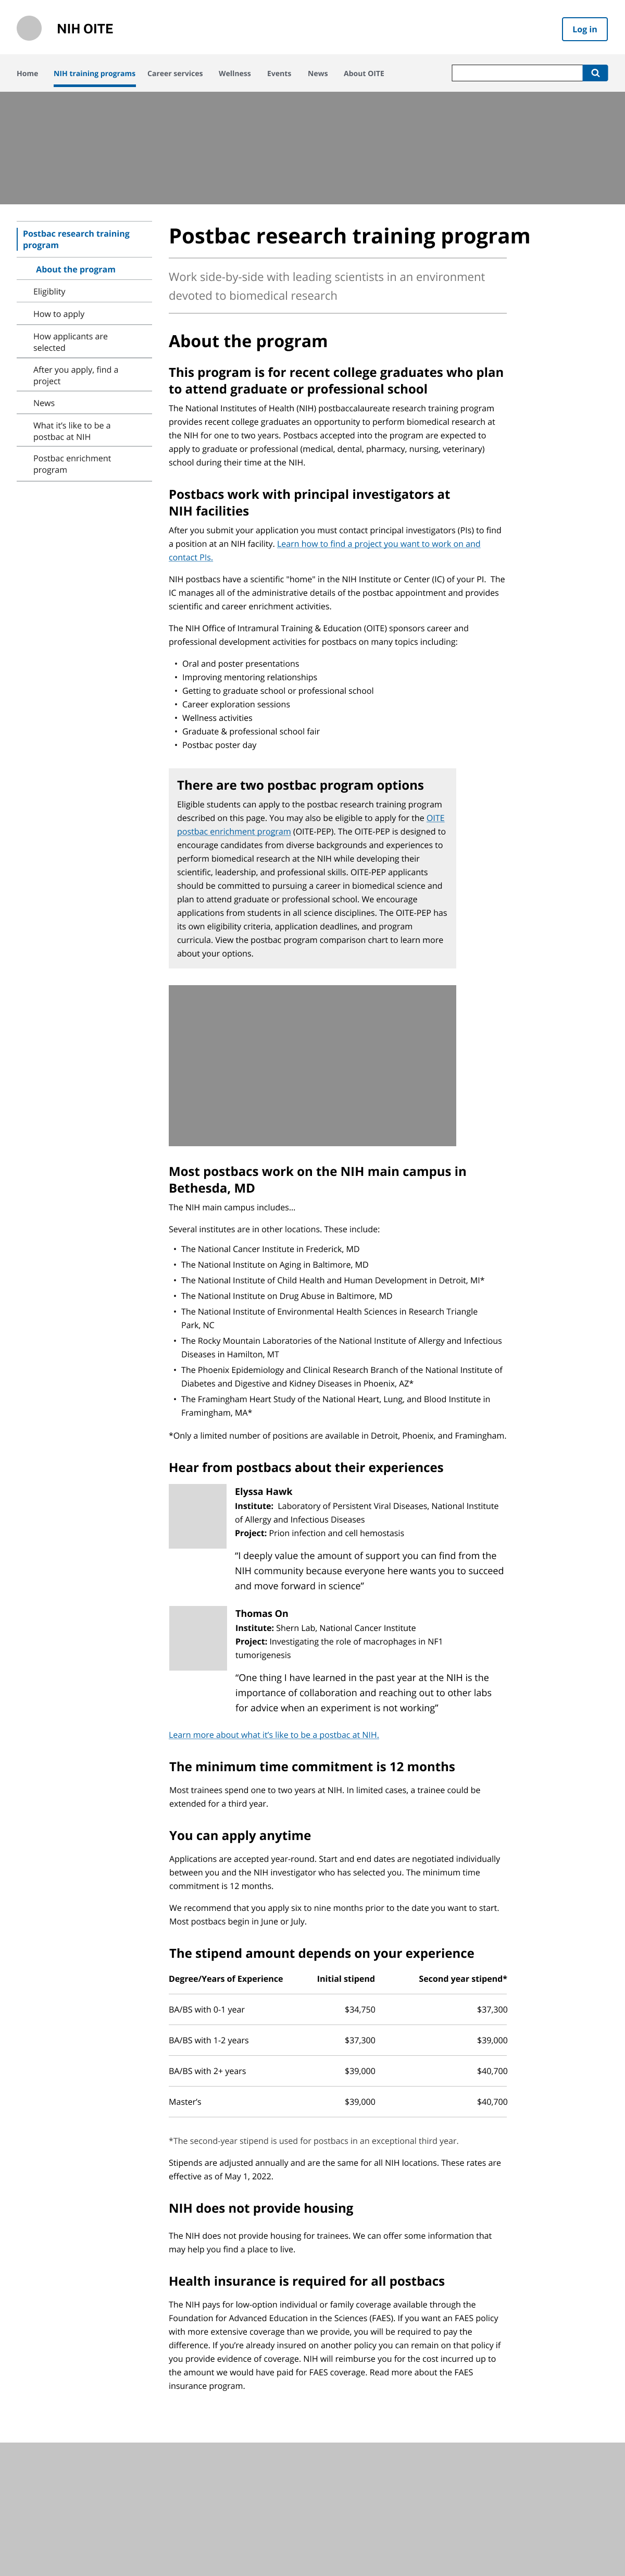 NIH OITE
Log in
Home
NIH training programs
Career services
Wellness
Events
News
About OITE
Postbac research training
program
About the program
Eligiblity
How to apply
How applicants are
selected
After you apply, find a
project
News
What it's like to be a
postbac at NIH
Postbac enrichment
program
Postbac research training program
Work side-by-side with leading scientists in an environment
devoted to biomedical research
About the program
This program is for recent college graduates who plan
to attend graduate or professional school
The National Institutes of Health (NIH) postbaccalaureate research training program
provides recent college graduates an opportunity to perform biomedical research at
the NIH for one to two years. Postbacs accepted into the program are expected to
apply to graduate or professional (medical, dental, pharmacy, nursing, veterinary)
school during their time at the NIH.
Postbacs work with principal investigators at
NIH facilities
After you submit your application you must contact principal investigators (PIs) to find
a position at an NIH facility. Learn how to find a project you want to work on and
contact PIs.
NIH postbacs have a scientific "home" in the NIH Institute or Center (IC) of your PI. The
IC manages all of the administrative details of the postbac appointment and provides
scientific and career enrichment activities.
The NIH Office of Intramural Training & Education (OITE) sponsors career and
professional development activities for postbacs on many topics including:
• Oral and poster presentations
• Improving mentoring relationships
• Getting to graduate school or professional school
• Career exploration sessions
• Wellness activities
• Graduate & professional school fair
• Postbac poster day
There are two postbac program options
Eligible students can apply to the postbac research training program
described on this page. You may also be eligible to apply for the OITE
postbac enrichment program (OITE-PEP). The OITE-PEP is designed to
encourage candidates from diverse backgrounds and experiences to
perform biomedical research at the NIH while developing their
scientific, leadership, and professional skills. OITE-PEP applicants
should be committed to pursuing a career in biomedical science and
plan to attend graduate or professional school. We encourage
applications from students in all science disciplines. The OITE-PEP has
its own eligibility criteria, application deadlines, and program
curricula. View the postbac program comparison chart to learn more
about your options.
Most postbacs work on the NIH main campus in
Bethesda, MD
The NIH main campus includes...
Several institutes are in other locations. These include:
• The National Cancer Institute in Frederick, MD
• The National Institute on Aging in Baltimore, MD
• The National Institute of Child Health and Human Development in Detroit, MI*
• The National Institute on Drug Abuse in Baltimore, MD
• The National Institute of Environmental Health Sciences in Research Triangle
Park, NC
• The Rocky Mountain Laboratories of the National Institute of Allergy and Infectious
Diseases in Hamilton, MT
• The Phoenix Epidemiology and Clinical Research Branch of the National Institute of
Diabetes and Digestive and Kidney Diseases in Phoenix, AZ*
• The Framingham Heart Study of the National Heart, Lung, and Blood Institute in
Framingham, MA*
*Only a limited number of positions are available in Detroit, Phoenix, and Framingham.
Hear from postbacs about their experiences
Elyssa Hawk
Institute: Laboratory of Persistent Viral Diseases, National Institute
of Allergy and Infectious Diseases
Project: Prion infection and cell hemostasis
“I deeply value the amount of support you can find from the
NIH community because everyone here wants you to succeed
and move forward in science”
Thomas On
Institute: Shern Lab, National Cancer Institute
Project: Investigating the role of macrophages in NF1
tumorigenesis
“One thing I have learned in the past year at the NIH is the
importance of collaboration and reaching out to other labs
for advice when an experiment is not working”
Learn more about what it's like to be a postbac at NIH.
The minimum time commitment is 12 months
Most trainees spend one to two years at NIH. In limited cases, a trainee could be
extended for a third year.
You can apply anytime
Applications are accepted year-round. Start and end dates are negotiated individually
between you and the NIH investigator who has selected you. The minimum time
commitment is 12 months.
We recommend that you apply six to nine months prior to the date you want to start.
Most postbacs begin in June or July.
The stipend amount depends on your experience
Degree/Years of Experience Initial stipend Second year stipend*
BA/BS with 0-1 year $34,750 $37,300
BA/BS with 1-2 years $37,300 $39,000
BA/BS with 2+ years $39,000 $40,700
Master's $39,000 $40,700
*The second-year stipend is used for postbacs in an exceptional third year.
Stipends are adjusted annually and are the same for all NIH locations. These rates are
effective as of May 1, 2022.
NIH does not provide housing
The NIH does not provide housing for trainees. We can offer some information that
may help you find a place to live.
Health insurance is required for all postbacs
The NIH pays for low-option individual or family coverage available through the
Foundation for Advanced Education in the Sciences (FAES). If you want an FAES policy
with more extensive coverage than we provide, you will be required to pay the
difference. If you're already insured on another policy you can remain on that policy if
you provide evidence of coverage. NIH will reimburse you for the cost incurred up to
the amount we would have paid for FAES coverage. Read more about the FAES
insurance program.